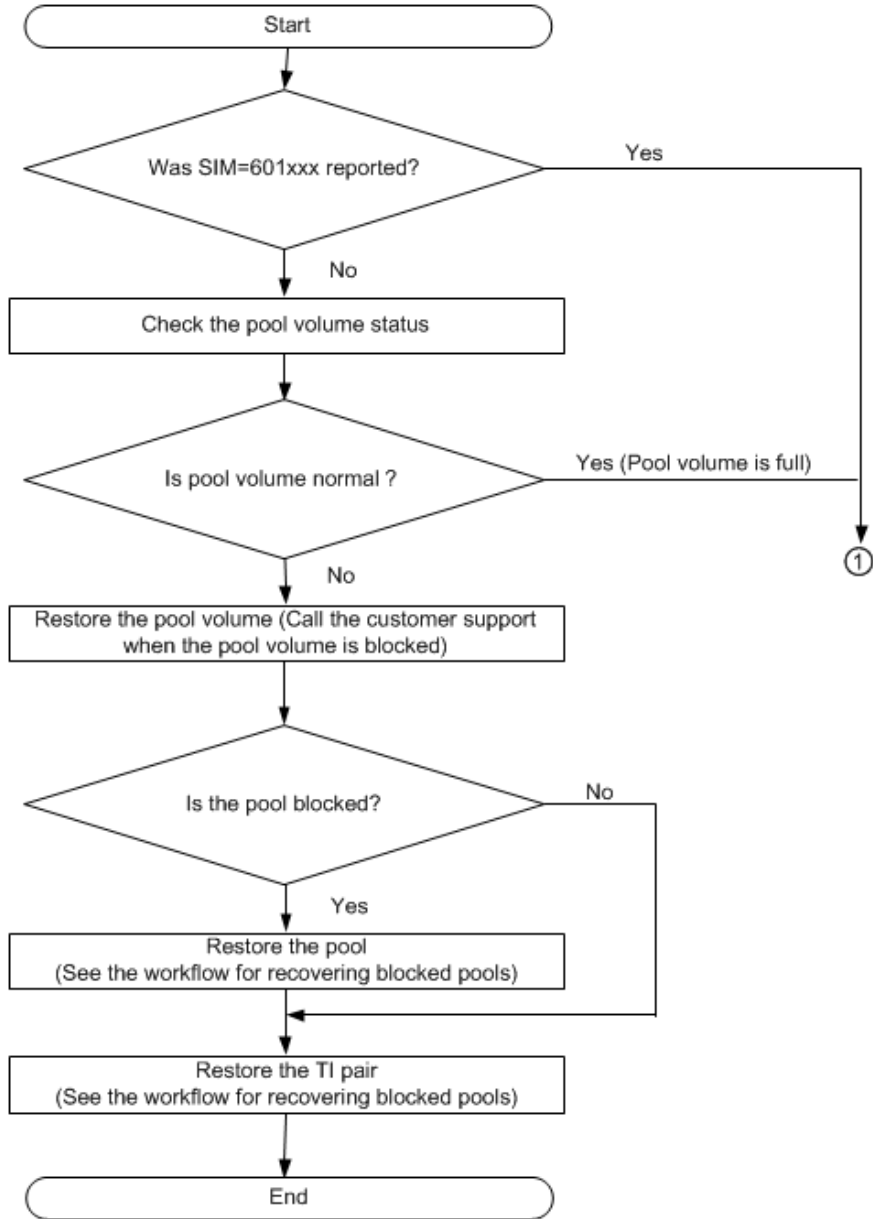 Start
Was SIM=601xxx reported?
Yes
No
Check the pool volume status
Is pool volume normal ?
Yes (Pool volume is full)
1
No
Restore the pool volume (Call the customer support
when the pool volume is blocked)
Is the pool blocked?
No
Yes
Restore the pool
(See the workflow for recovering blocked pools)
Restore the TI pair
(See the workflow for recovering blocked pools)
End